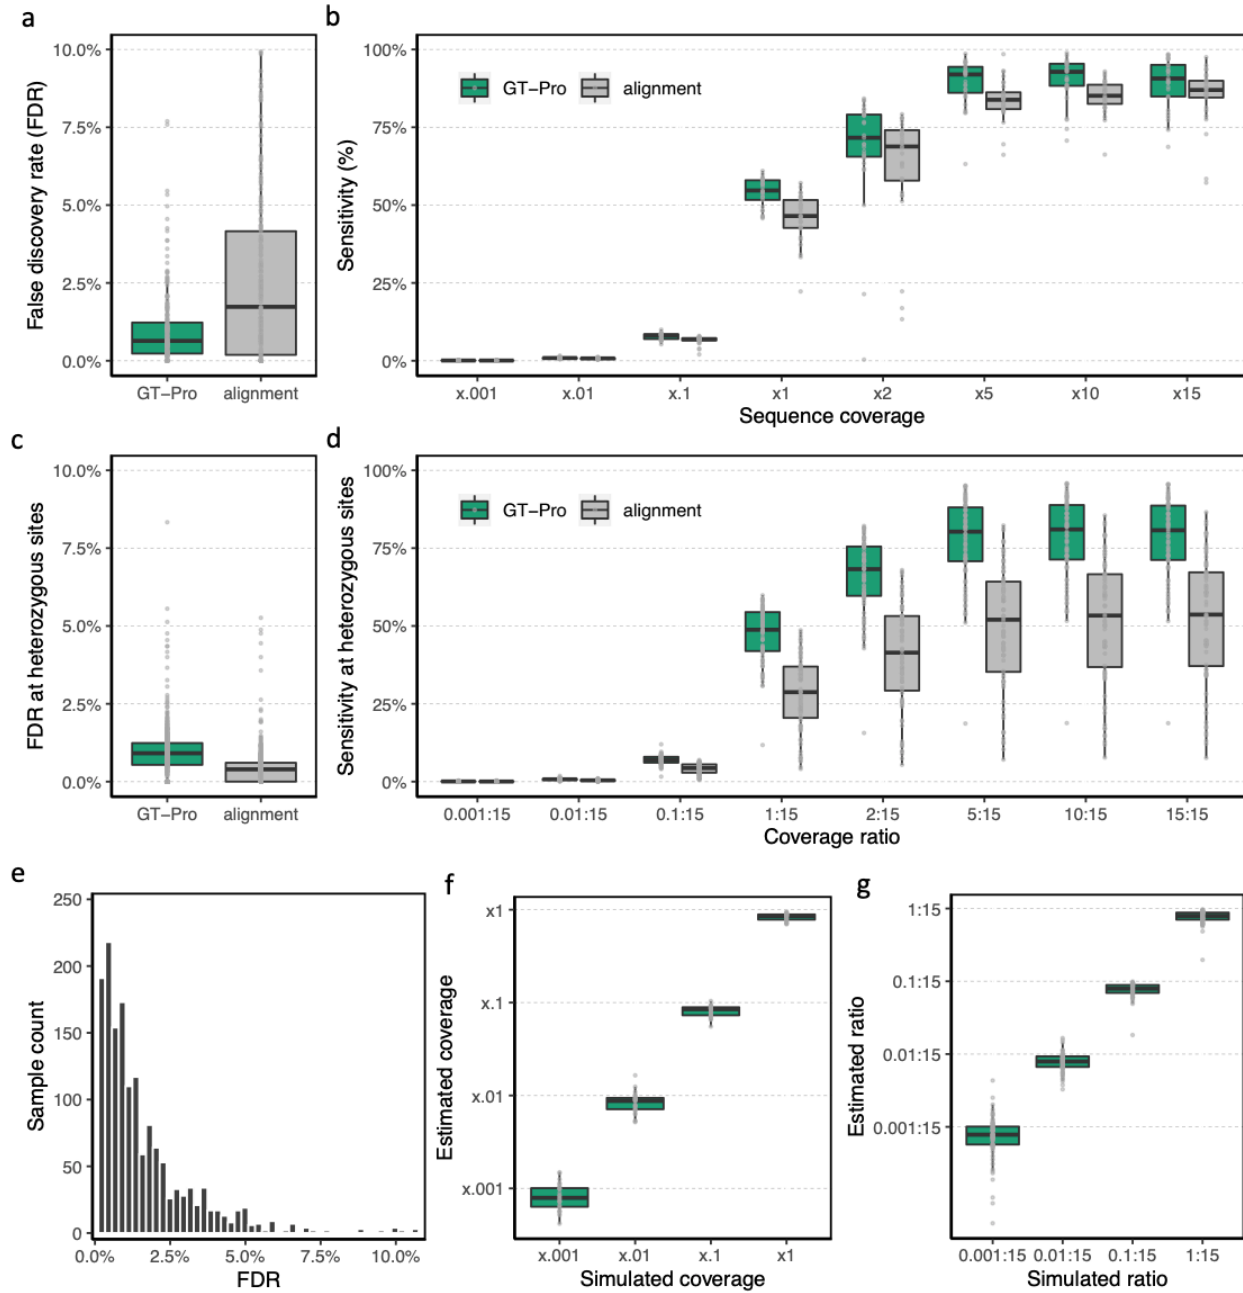 a
b
False discovery rate (FDR)
10.0%
7.5%
5.0%
2.5%
0.0%
GT-Pro alignment
Sensitivity (%)
100%
75%
50%
25%
0%
GT-Pro alignment
x.001 x.01 x.1 x1 x2 x5 x10 x15
Sequence coverage
c
d
FDR at heterozygous sites
10.0%
7.5%
5.0%
2.5%
0.0%
GT-Pro alignment
Sensitivity at heterozygous sites
100%
75%
50%
25%
0%
GT-Pro alignment
0.001:15 0.01:15 0.1:15 1:15 2:15 5:15 10:15 15:15
Coverage ratio
e
Sample count
250
200
150
100
50
0
0.0% 2.5% 5.0% 7.5% 10.0%
FDR
f
Estimated coverage
x1
x.1
x.01
x.001
x.001 x.01 x.1 x1
Simulated coverage
g
Estimated ratio
1:15
0.1:15
0.01:15
0.001:15
0.001:15 0.01:15 0.1:15 1:15
Simulated ratio